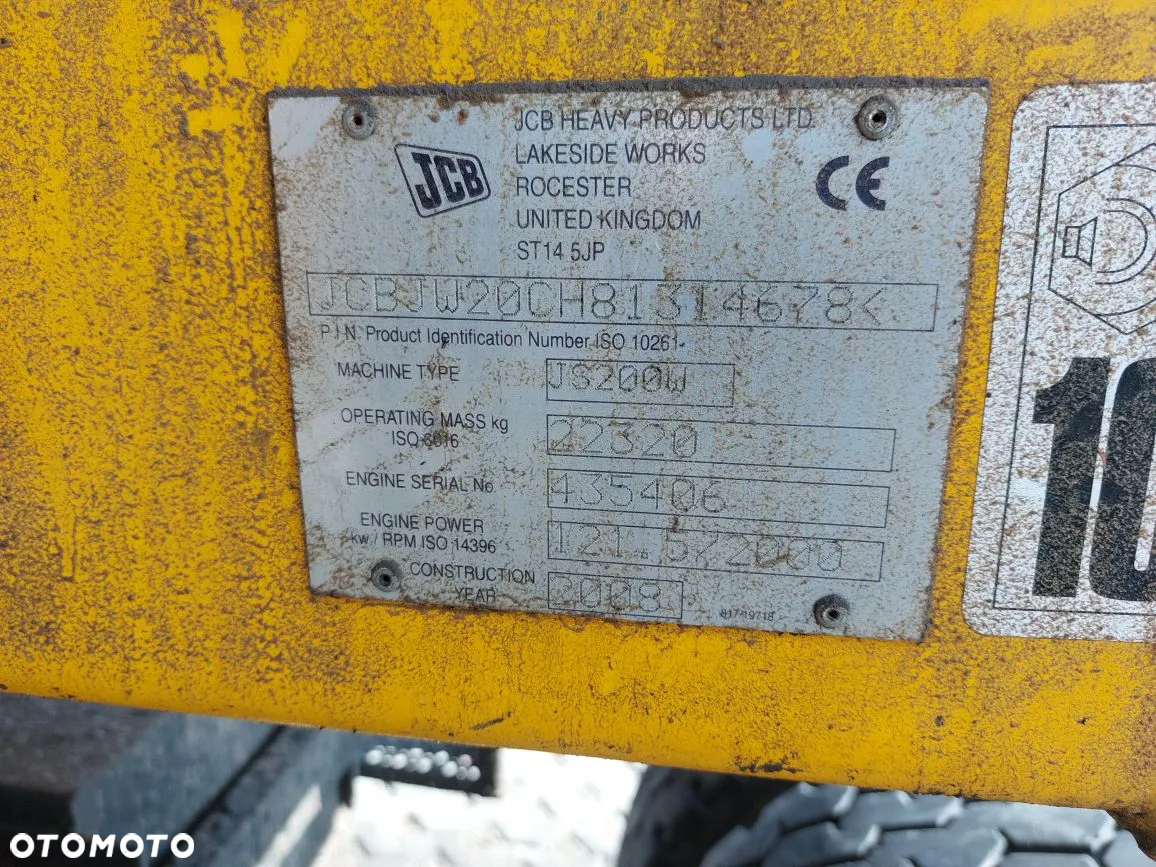 JCB HEAVY PRODUCTS LTD
LAKESIDE WORKS
ROCESTER
UNITED KINGDOM
ST14 5JP
JCB
CE
JCBJW20CH81314678<
P.I.N. Product Identification Number ISO 10261
MACHINE TYPE JS200W
OPERATING MASS kg 22320
ISO 6016
ENGINE SERIAL No 435406
ENGINE POWER 121.5/2000
kw / RPM ISO 14396
CONSTRUCTION 2008
YEAR
817/19718
10
OTOMOTO